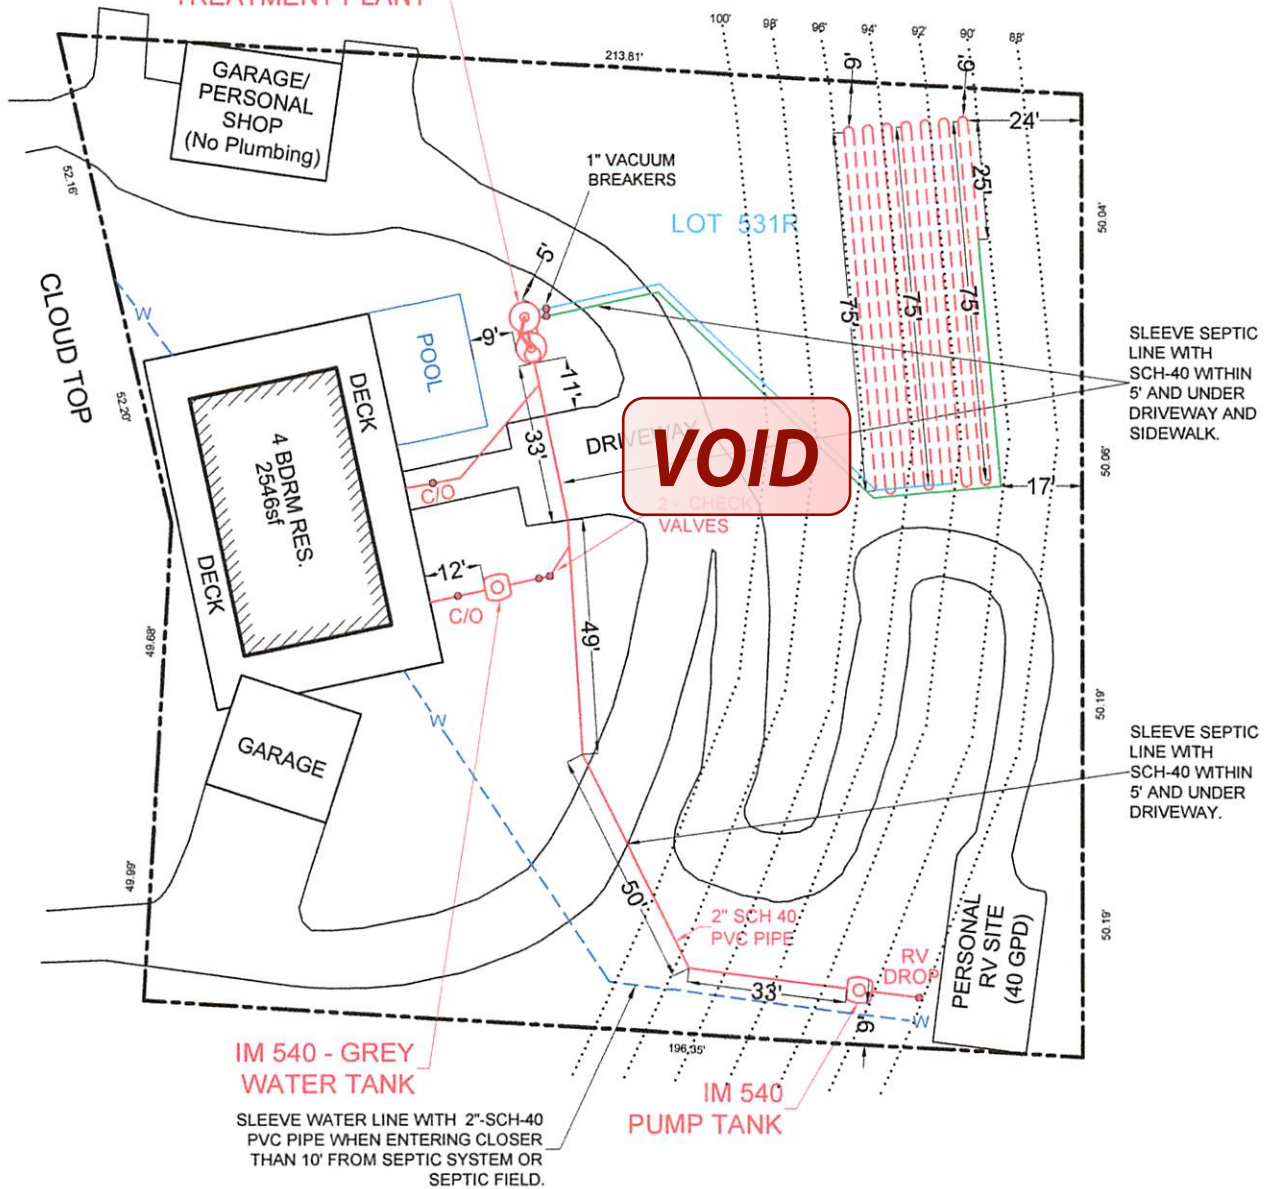 TREATMENT PLANT
100'
98'
96'
94'
92'
90'
88'
213.81'
GARAGE/
PERSONAL
SHOP
(No Plumbing)
1" VACUUM
BREAKERS
LOT 531R
6'
6'
24'
25'
50.04'
52.16'
CLOUD TOP
W
5'
9'
POOL
11'
33'
DECK
75'
75'
75'
SLEEVE SEPTIC
LINE WITH
SCH-40 WITHIN
5' AND UNDER
DRIVEWAY AND
SIDEWALK.
52.20'
4 BDRM RES.
2546sf
DRIVEWAY
VOID
50.06'
17'
C/O
2 - CHECK
VALVES
12'
C/O
DECK
49'
49.68'
50.19'
W
GARAGE
SLEEVE SEPTIC
LINE WITH
SCH-40 WITHIN
5' AND UNDER
DRIVEWAY.
49.99'
50'
2" SCH 40
PVC PIPE
RV
DROP
PERSONAL
RV SITE
(40 GPD)
50.19'
33'
6'
W
196.35'
IM 540 - GREY
WATER TANK
IM 540
PUMP TANK
SLEEVE WATER LINE WITH 2"-SCH-40
PVC PIPE WHEN ENTERING CLOSER
THAN 10' FROM SEPTIC SYSTEM OR
SEPTIC FIELD.